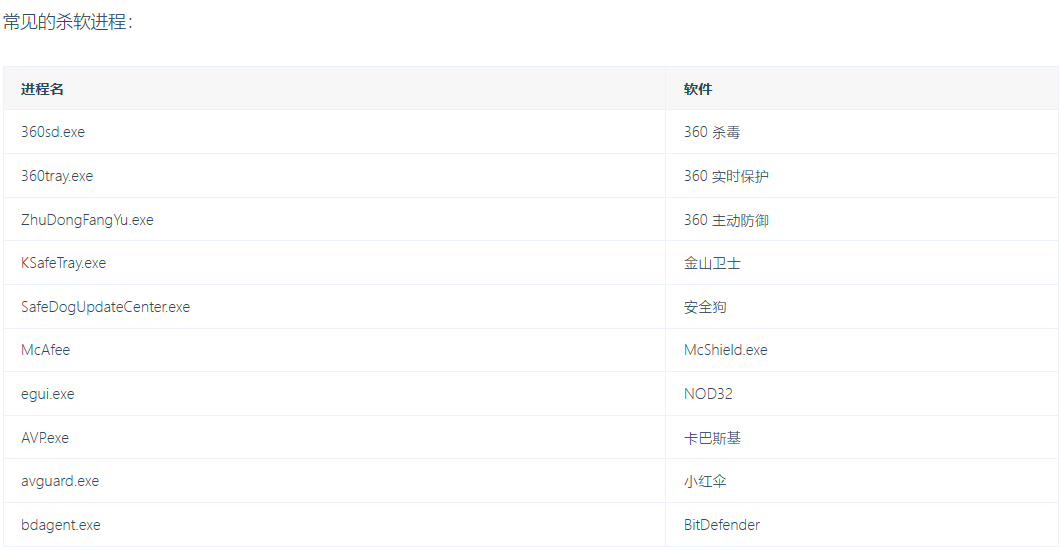 常见的杀软进程：
进程名 软件
360sd.exe 360 杀毒
360tray.exe 360 实时保护
ZhuDongFangYu.exe 360 主动防御
KSafeTray.exe 金山卫士
SafeDogUpdateCenter.exe 安全狗
McAfee McShield.exe
egui.exe NOD32
AVP.exe 卡巴斯基
avguard.exe 小红伞
bdagent.exe BitDefender